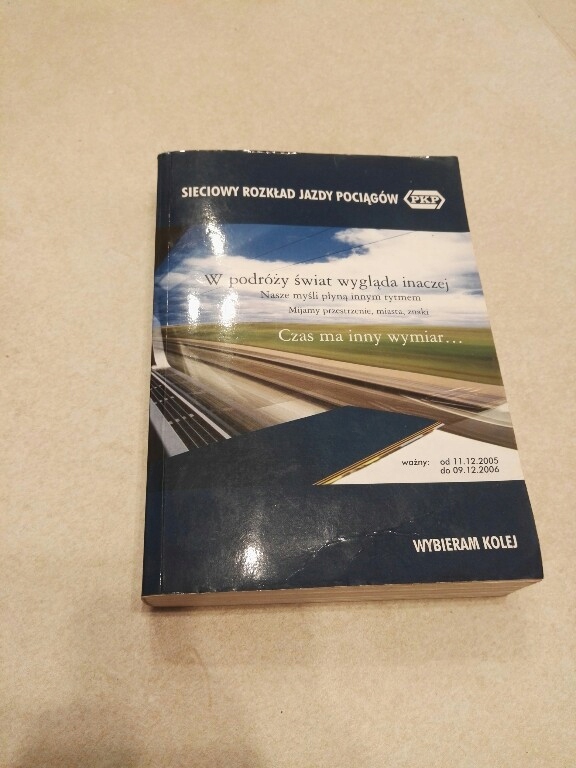 SIECIOWY ROZKŁAD JAZDY POCIĄGÓW PKP
W podróży świat wygląda inaczej
Nasze myśli płyną innym rytmem
Mijamy przestrzenie, miasta, znaki
Czas ma inny wymiar...
ważny: od 11.12.2005
do 09.12.2006
WYBIERAM KOLEJ